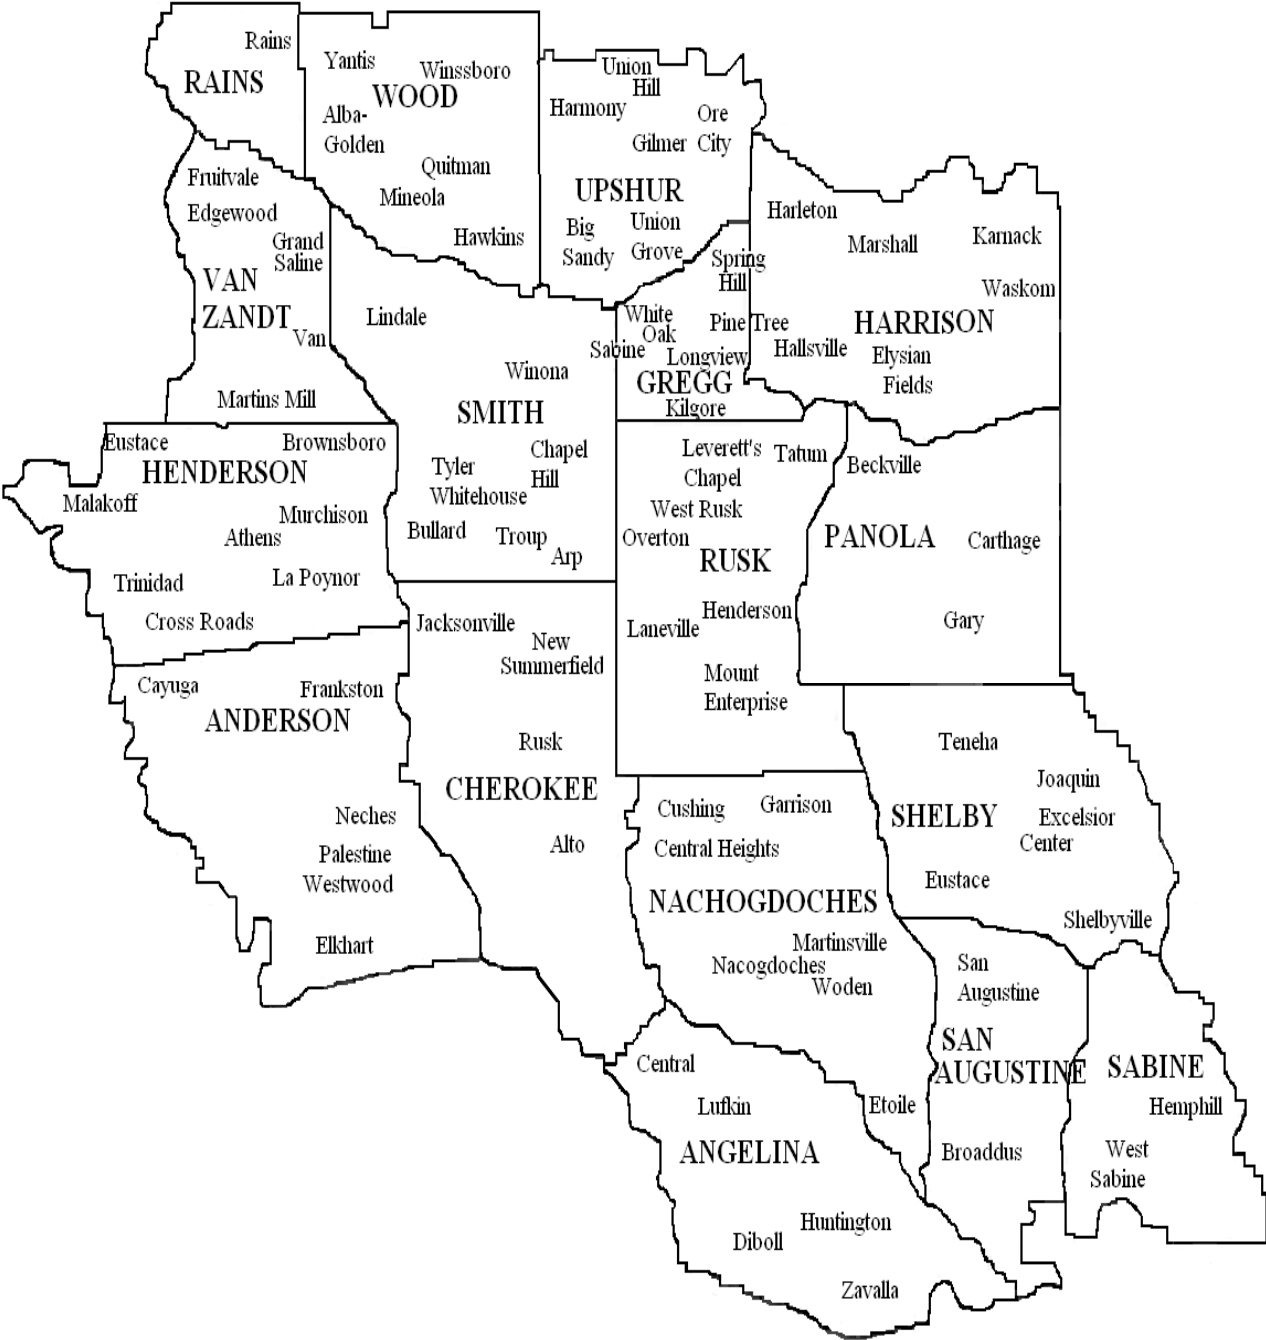 Rains
RAINS
Yantis
Winssboro
WOOD
Alba-
Golden
Quitman
Mineola
Hawkins
Union
Hill
Harmony
Ore
City
Gilmer
UPSHUR
Big
Sandy
Union
Grove
Fruitvale
Edgewood
Grand
Saline
VAN
ZANDT
Van
Martins Mill
Harleton
Marshall
Karnack
Waskom
HARRISON
Hallsville
Elysian
Fields
Spring
Hill
White
Oak
Pine Tree
Sabine
Longview
GREGG
Kilgore
Lindale
Winona
SMITH
Chapel
Hill
Tyler
Whitehouse
Bullard
Troup
Arp
Eustace
Brownsboro
HENDERSON
Malakoff
Murchison
Athens
Trinidad
La Poynor
Cross Roads
Leverett's
Chapel
Tatum
West Rusk
Overton
RUSK
Henderson
Laneville
Mount
Enterprise
Beckville
PANOLA
Carthage
Gary
Cayuga
Frankston
ANDERSON
Neches
Palestine
Westwood
Elkhart
Jacksonville
New
Summerfield
Rusk
CHEROKEE
Alto
Teneha
Joaquin
SHELBY
Excelsior
Center
Eustace
Shelbyville
Cushing
Garrison
Central Heights
NACHOGDOCHES
Martinsville
Nacogdoches
Woden
Etoile
San
Augustine
SAN
AUGUSTINE
Broaddus
SABINE
Hemphill
West
Sabine
Central
Lufkin
ANGELINA
Huntington
Diboll
Zavalla